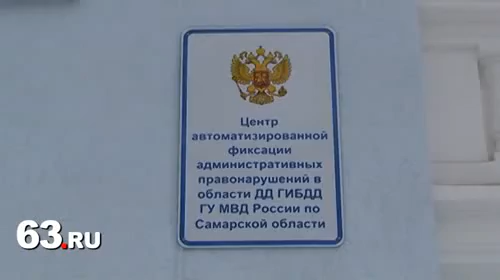 Центр
автоматизированной
фиксации
административных
правонарушений в
области ДД ГИБДД
ГУ МВД России по
Самарской области
63.RU